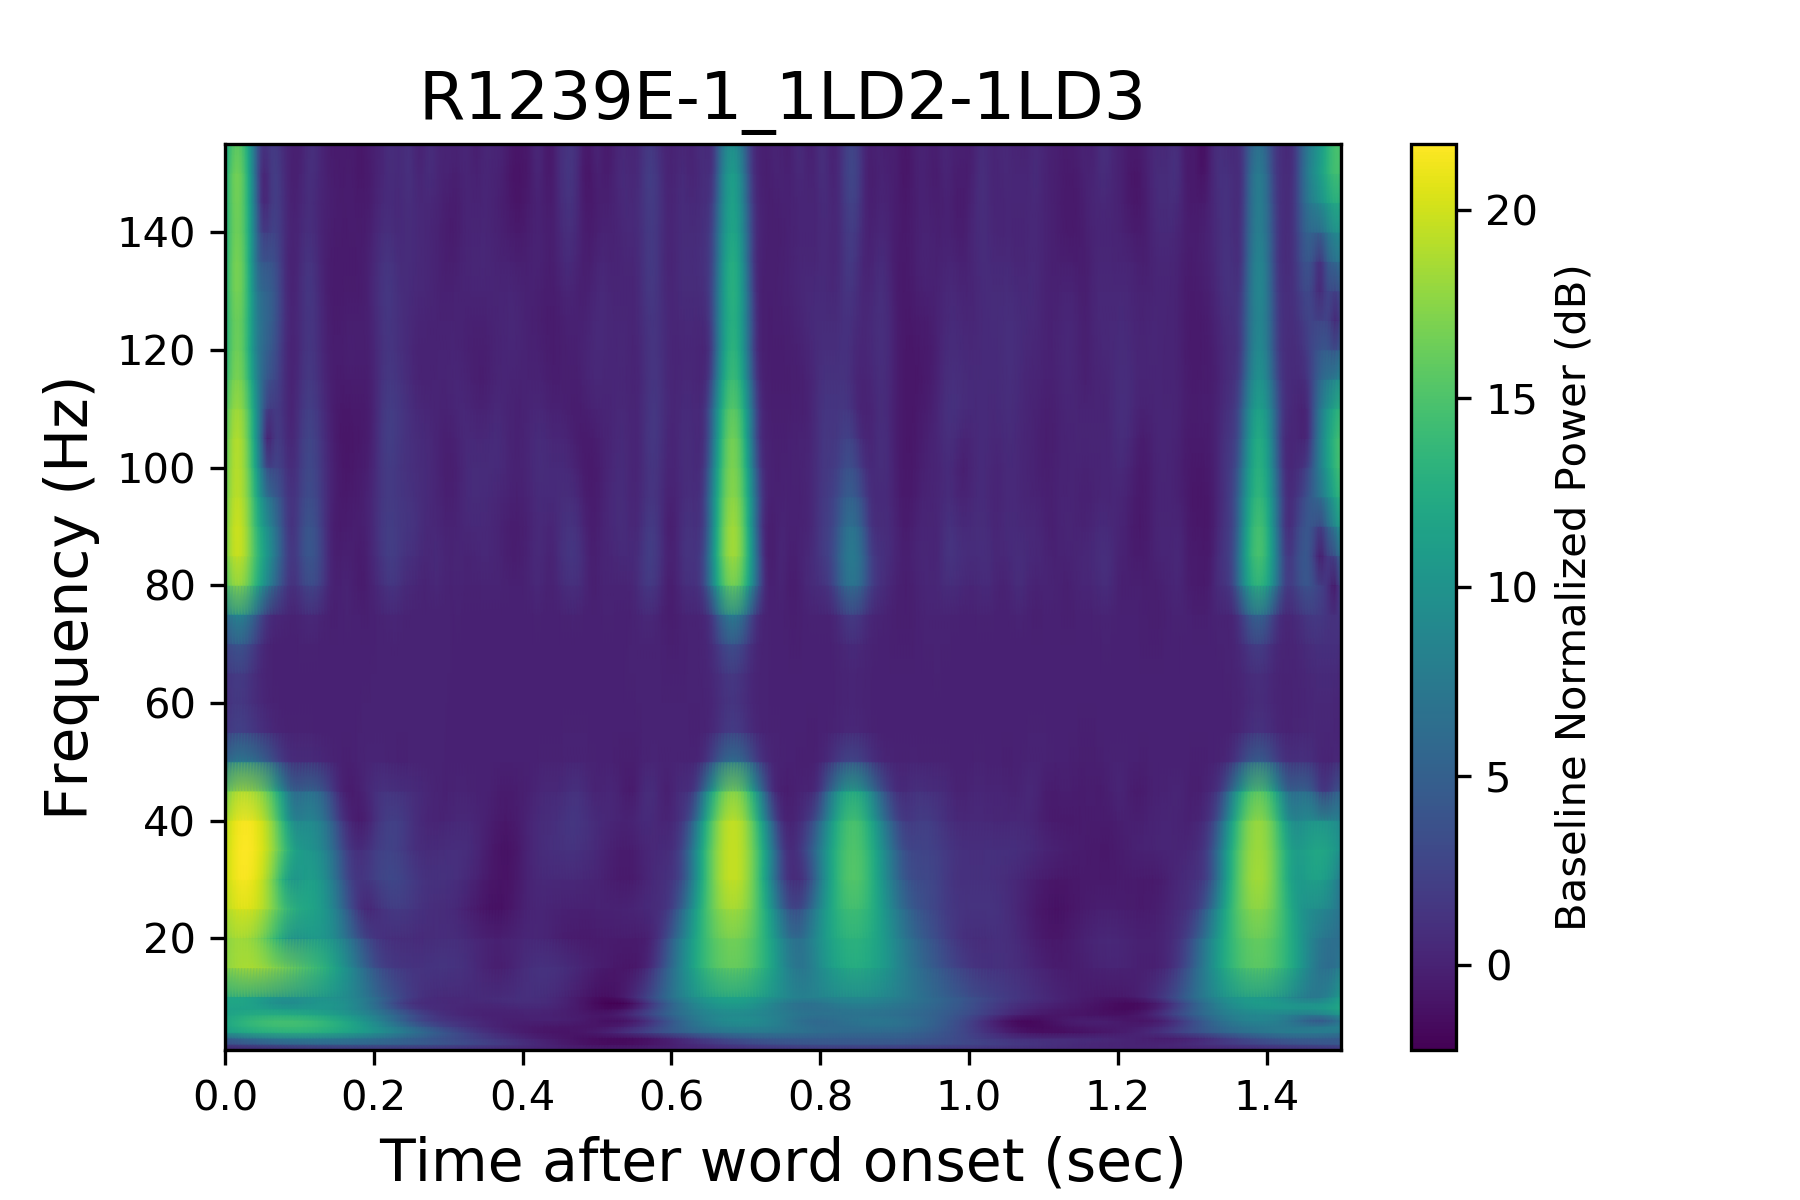 R1239E-1_1LD2-1LD3
140
120
100
80
60
40
20
Frequency (Hz)
0.0 0.2 0.4 0.6 0.8 1.0 1.2 1.4
Time after word onset (sec)
20
15
10
5
0
Baseline Normalized Power (dB)